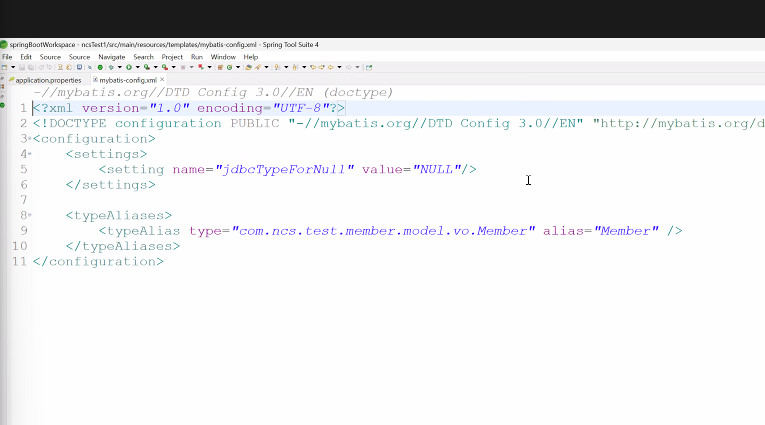 springBootWorkspace - ncsTest1/src/main/resources/templates/mybatis-config.xml - Spring Tool Suite 4
File Edit Source Source Navigate Search Project Run Window Help
application.properties mybatis-config.xml
-//mybatis.org//DTD Config 3.0//EN (doctype)
1 <?xml version="1.0" encoding="UTF-8"?>
2 <!DOCTYPE configuration PUBLIC "-//mybatis.org//DTD Config 3.0//EN" "http://mybatis.org/d
3 <configuration>
4 <settings>
5 <setting name="jdbcTypeForNull" value="NULL"/>
6 </settings>
7
8 <typeAliases>
9 <typeAlias type="com.ncs.test.member.model.vo.Member" alias="Member" />
10 </typeAliases>
11 </configuration>